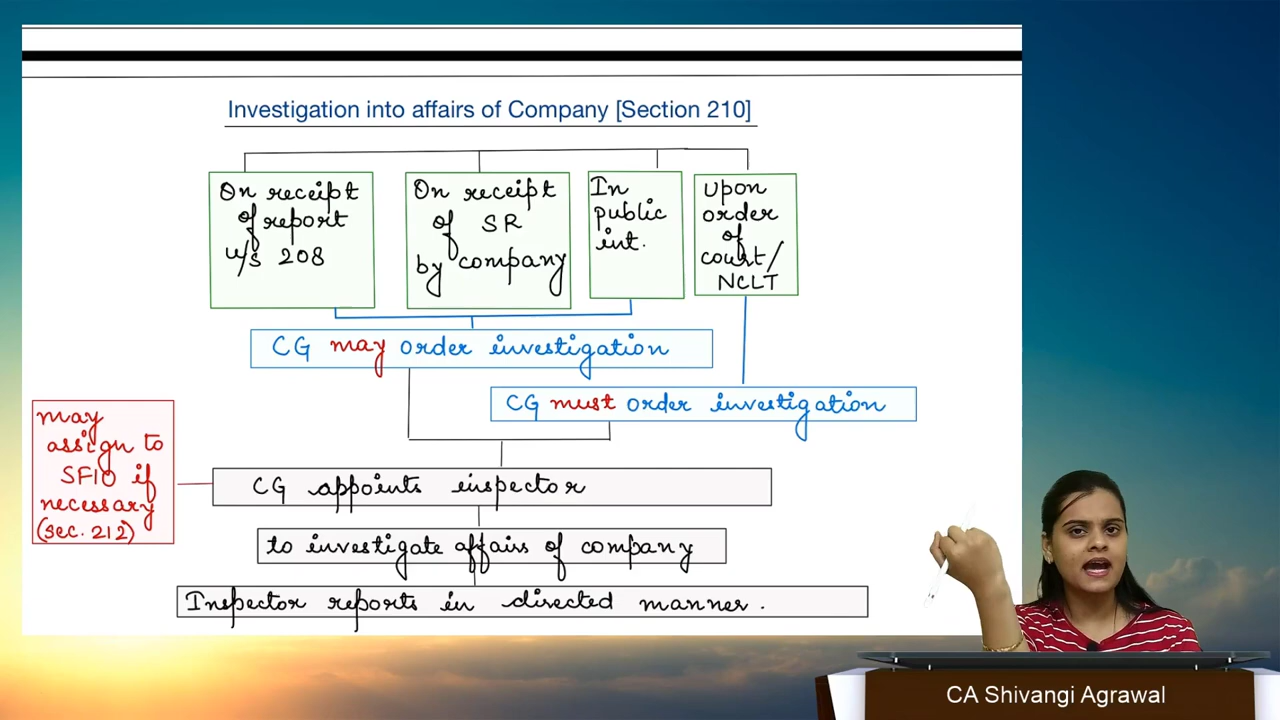 Investigation into affairs of Company [Section 210]
On receipt
of report
u/s 208
On receipt
of SR
by company
In
public
int.
upon
order
of
court/
NCLT
CG may order investigation
CG must order investigation
may
assign to
SFIO if
necessary
(sec. 212)
CG appoints inspector
to investigate affairs of company
Inspector reports in directed manner.
CA Shivangi Agrawal